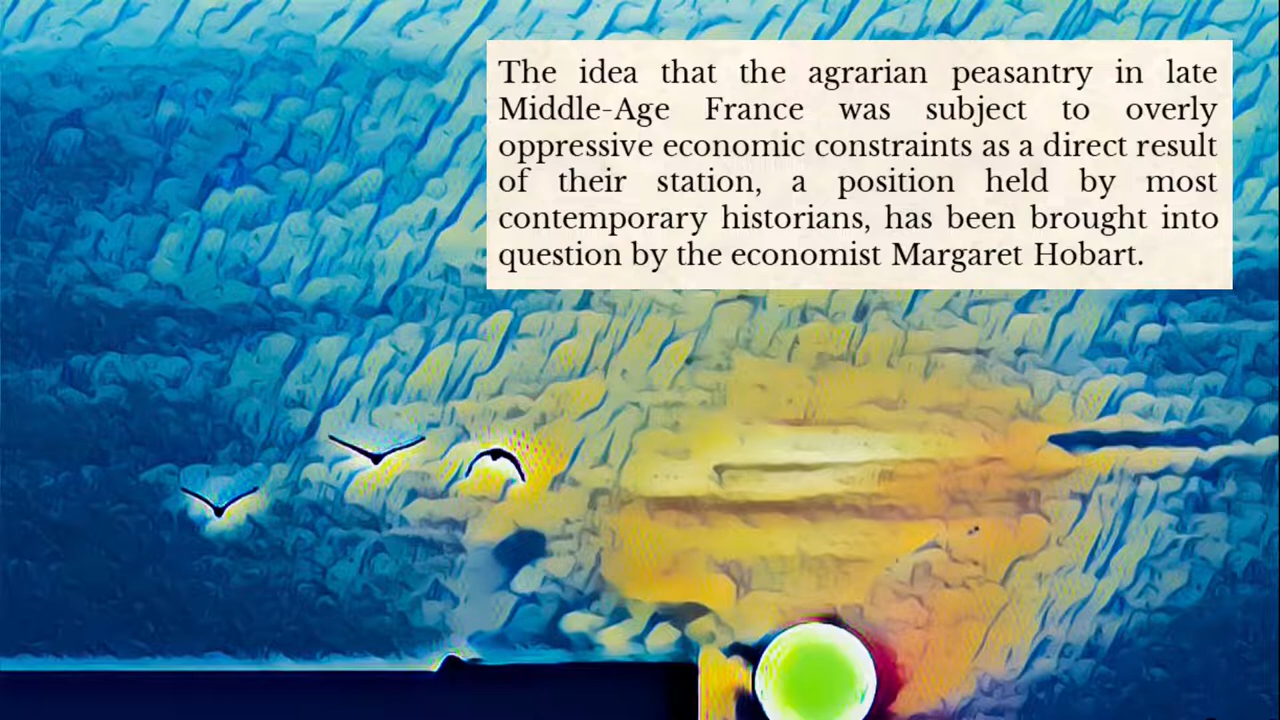 The idea that the agrarian peasantry in late
Middle-Age France was subject to overly
oppressive economic constraints as a direct result
of their station, a position held by most
contemporary historians, has been brought into
question by the economist Margaret Hobart.